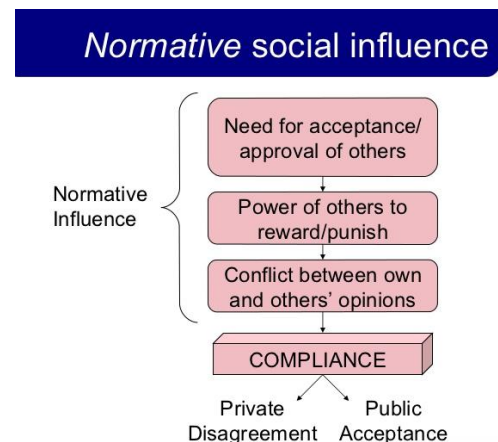 Normative social influence
Need for acceptance/
approval of others
Normative
Influence
Power of others to
reward/punish
Conflict between own
and others' opinions
COMPLIANCE
Private
Disagreement
Public
Acceptance